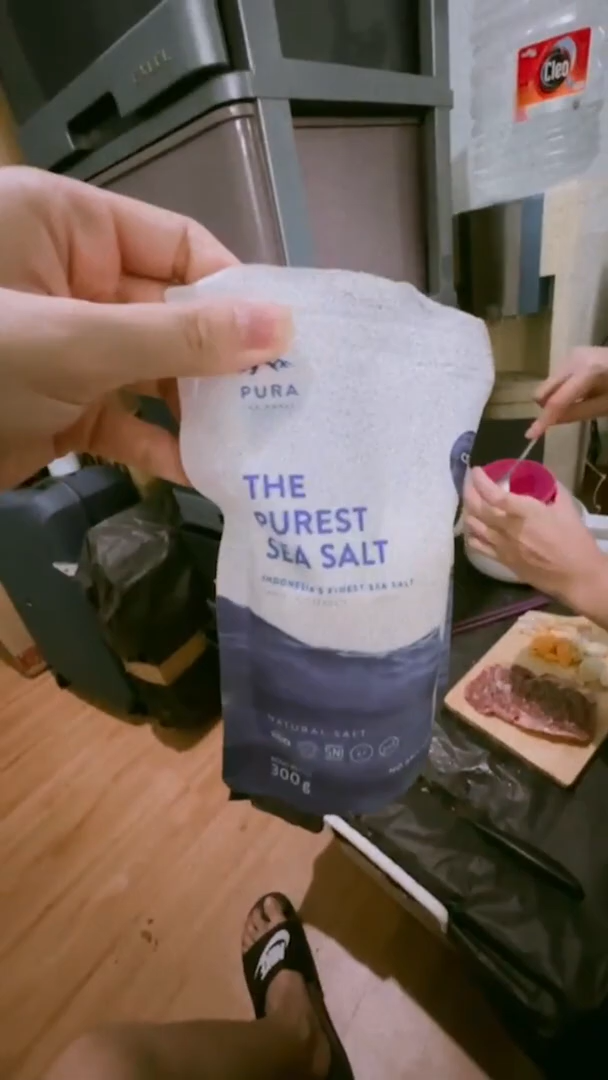 Cleo
PURA
THE
PUREST
SEA SALT
INDONESIA'S FINEST SEA SALT
NATURAL SALT
300g